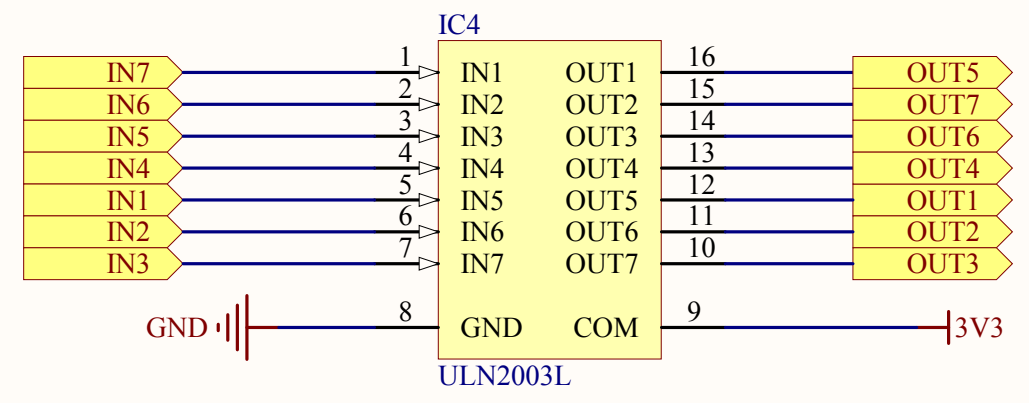 IC4
IN7 1 IN1 OUT1 16 OUT5
IN6 2 IN2 OUT2 15 OUT7
IN5 3 IN3 OUT3 14 OUT6
IN4 4 IN4 OUT4 13 OUT4
IN1 5 IN5 OUT5 12 OUT1
IN2 6 IN6 OUT6 11 OUT2
IN3 7 IN7 OUT7 10 OUT3
GND 8 GND COM 9 3V3
ULN2003L